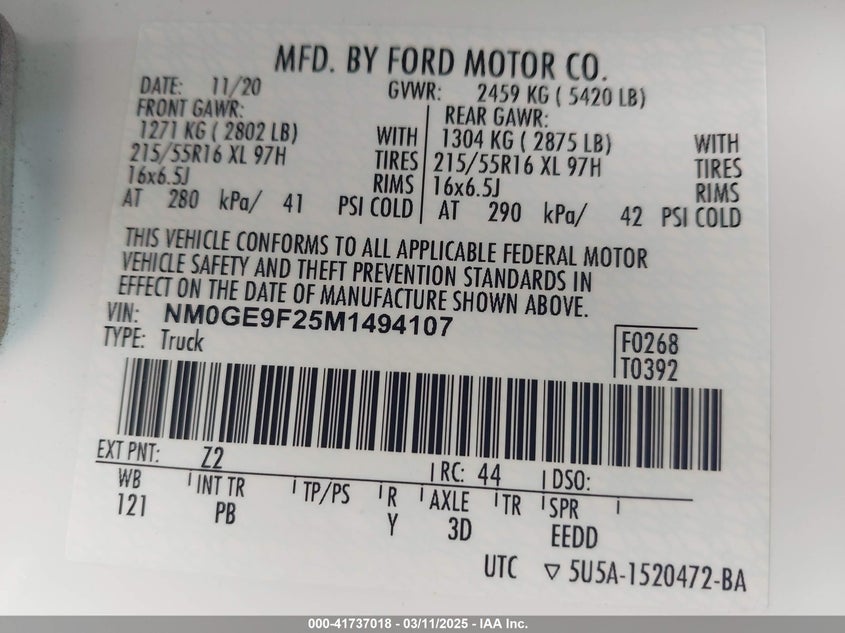 MFD. BY FORD MOTOR CO.
DATE: 11/20 GVWR: 2459 KG ( 5420 LB)
FRONT GAWR: REAR GAWR:
1271 KG ( 2802 LB) WITH 1304 KG ( 2875 LB) WITH
215/55R16 XL 97H TIRES 215/55R16 XL 97H TIRES
16x6.5J RIMS 16x6.5J RIMS
AT 280 kPa/ 41 PSI COLD AT 290 kPa/ 42 PSI COLD
THIS VEHICLE CONFORMS TO ALL APPLICABLE FEDERAL MOTOR
VEHICLE SAFETY AND THEFT PREVENTION STANDARDS IN
EFFECT ON THE DATE OF MANUFACTURE SHOWN ABOVE.
VIN: NM0GE9F25M1494107
TYPE: Truck F0268
T0392
EXT PNT: Z2 RC: 44 DSO:
WB INT TR TP/PS R AXLE TR SPR
121 PB Y 3D EEDD
UTC ▽ 5U5A-1520472-BA
000-41737018 - 03/11/2025 - IAA Inc.